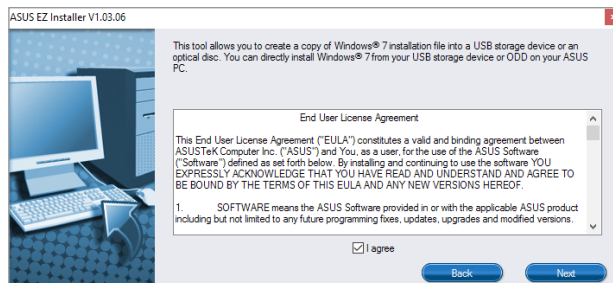 ASUS EZ Installer V1.03.06
This tool allows you to create a copy of Windows® 7 installation file into a USB storage device or an
optical disc. You can directly install Windows® 7 from your USB storage device or ODD on your ASUS
PC.
End User License Agreement
This End User License Agreement ("EULA") constitutes a valid and binding agreement between
ASUSTeK Computer Inc. ("ASUS") and You, as a user, for the use of the ASUS Software
("Software") defined as set forth below. By installing and continuing to use the software YOU
EXPRESSLY ACKNOWLEDGE THAT YOU HAVE READ AND UNDERSTAND AND AGREE TO
BE BOUND BY THE TERMS OF THIS EULA AND ANY NEW VERSIONS HEREOF.
1. SOFTWARE means the ASUS Software provided in or with the applicable ASUS product
including but not limited to any future programming fixes, updates, upgrades and modified versions.
I agree
Back Next